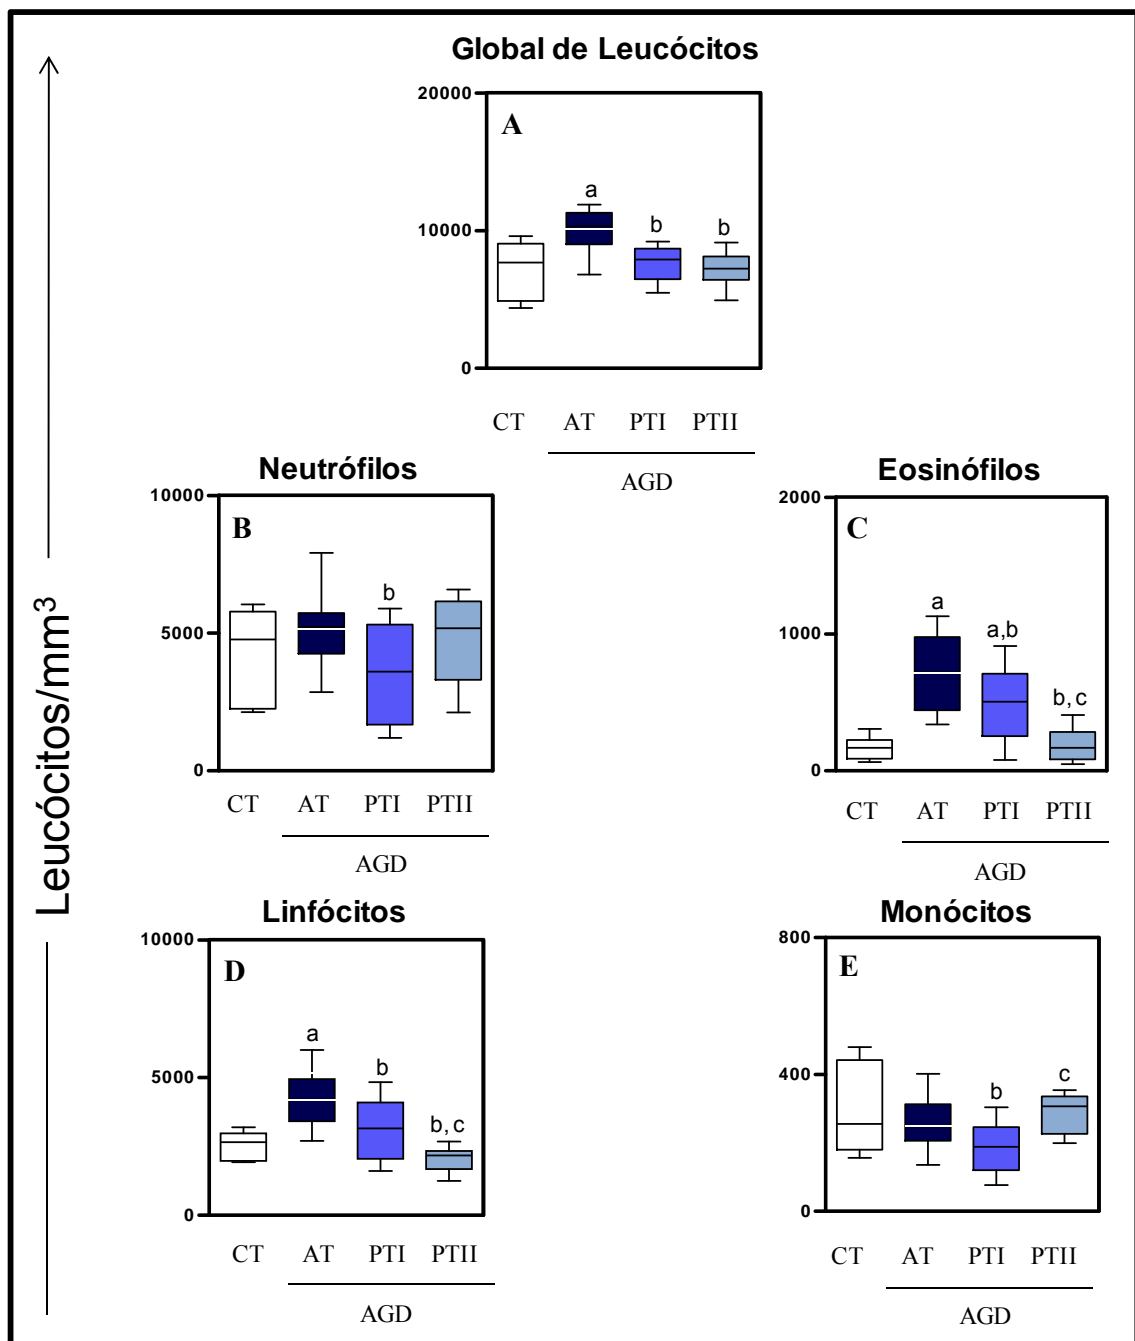 Leucócitos/mm³
Global de Leucócitos
20000
A
a
b b
10000
0
CT AT PTI PTII
AGD
Neutrófilos
10000
B
b
5000
0
CT AT PTI PTII
AGD
Eosinófilos
2000
C
a
a,b
1000
b, c
0
CT AT PTI PTII
AGD
Linfócitos
10000
D
a
b
5000
b, c
0
CT AT PTI PTII
AGD
Monócitos
800
E
400
b
c
0
CT AT PTI PTII
AGD